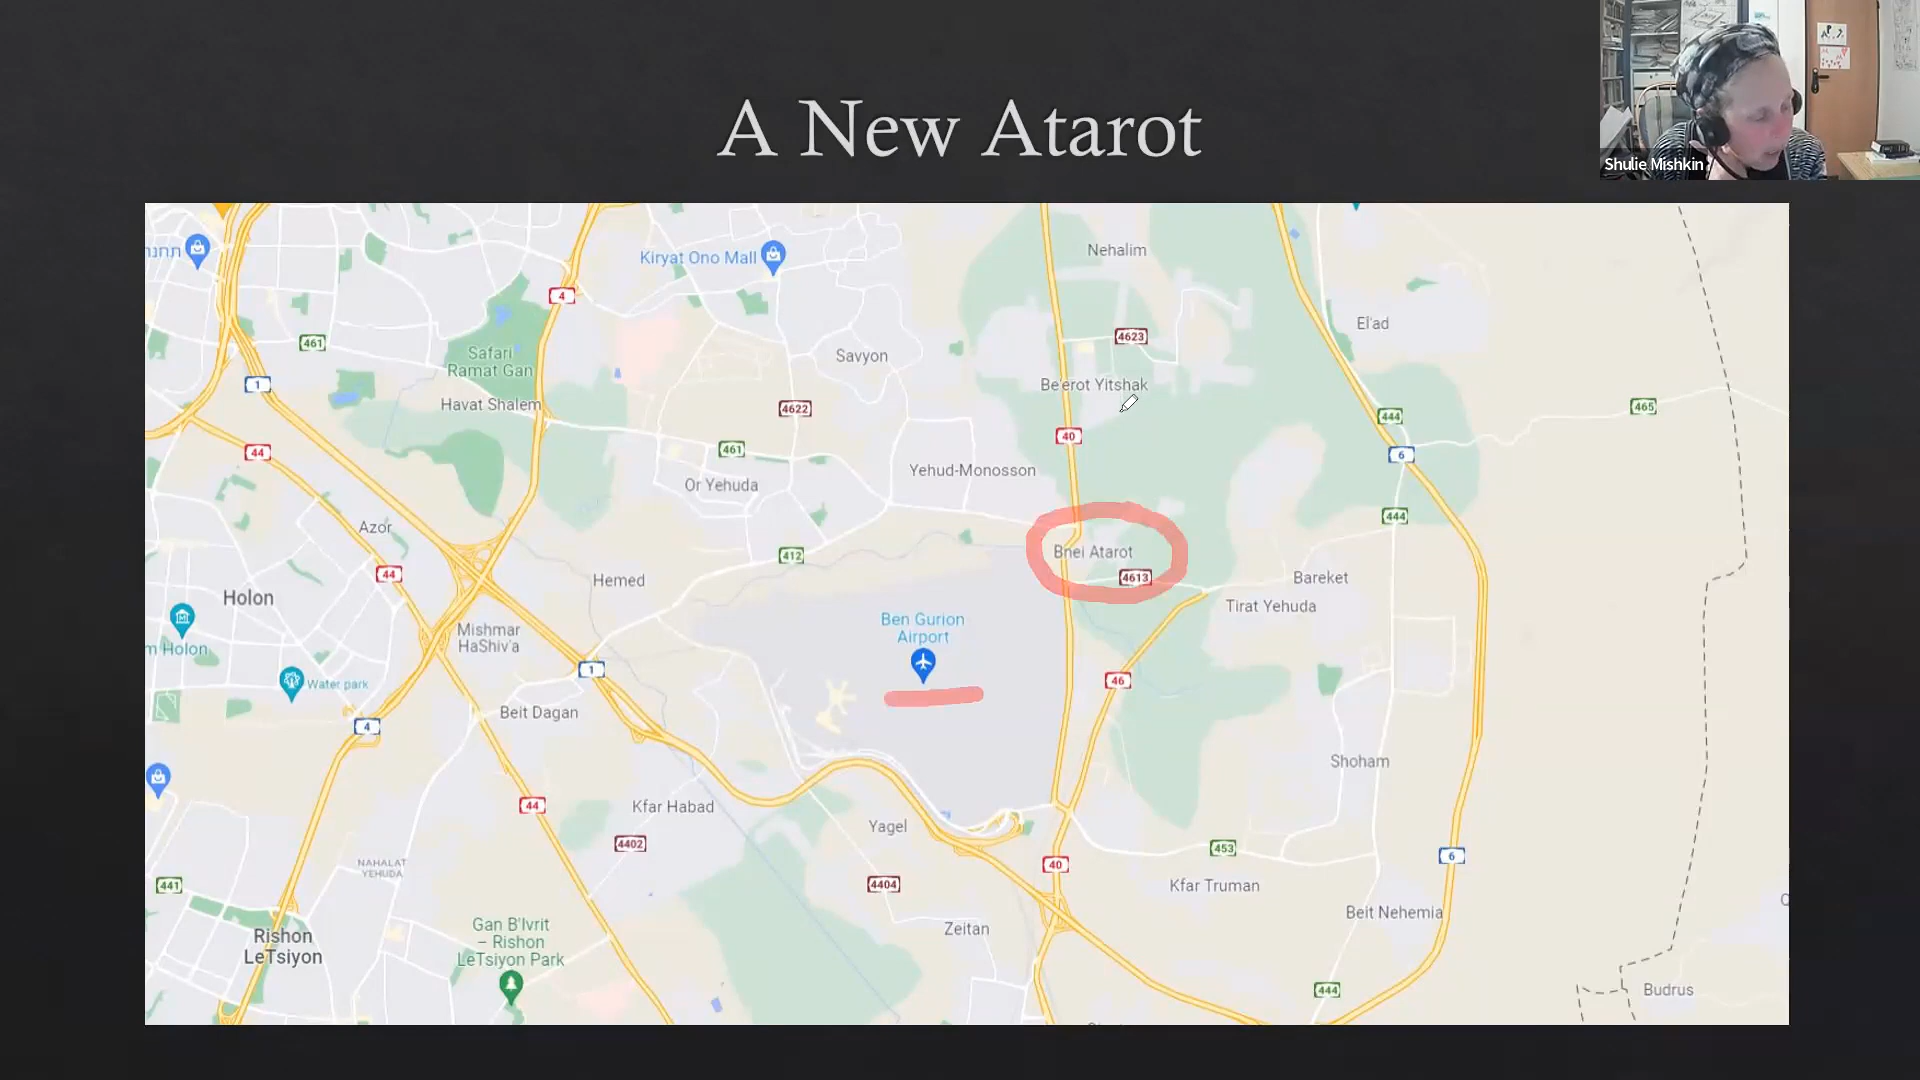 A New Atarot
Shulie Mishkin
Nehalim
Kiryat Ono Mall
4
El'ad
461
4623
Safari
Ramat Gan
Savyon
1
Be'erot Yitshak
Havat Shalem
4622
465
444
40
44
461
6
Yehud-Monosson
Or Yehuda
444
Azor
Bnei Atarot
412
44
Hemed
4613
Bareket
Holon
Tirat Yehuda
Ben Gurion
Airport
Mishmar
HaShiv'a
m Holon
1
46
Water park
Beit Dagan
4
Shoham
44
Kfar Habad
Yagel
4402
453
6
NAHALAT
YEHUDA
40
441
4404
Kfar Truman
Beit Nehemia
Gan B'Ivrit
– Rishon
LeTsiyon Park
Zeitan
Rishon
LeTsiyon
444
Budrus